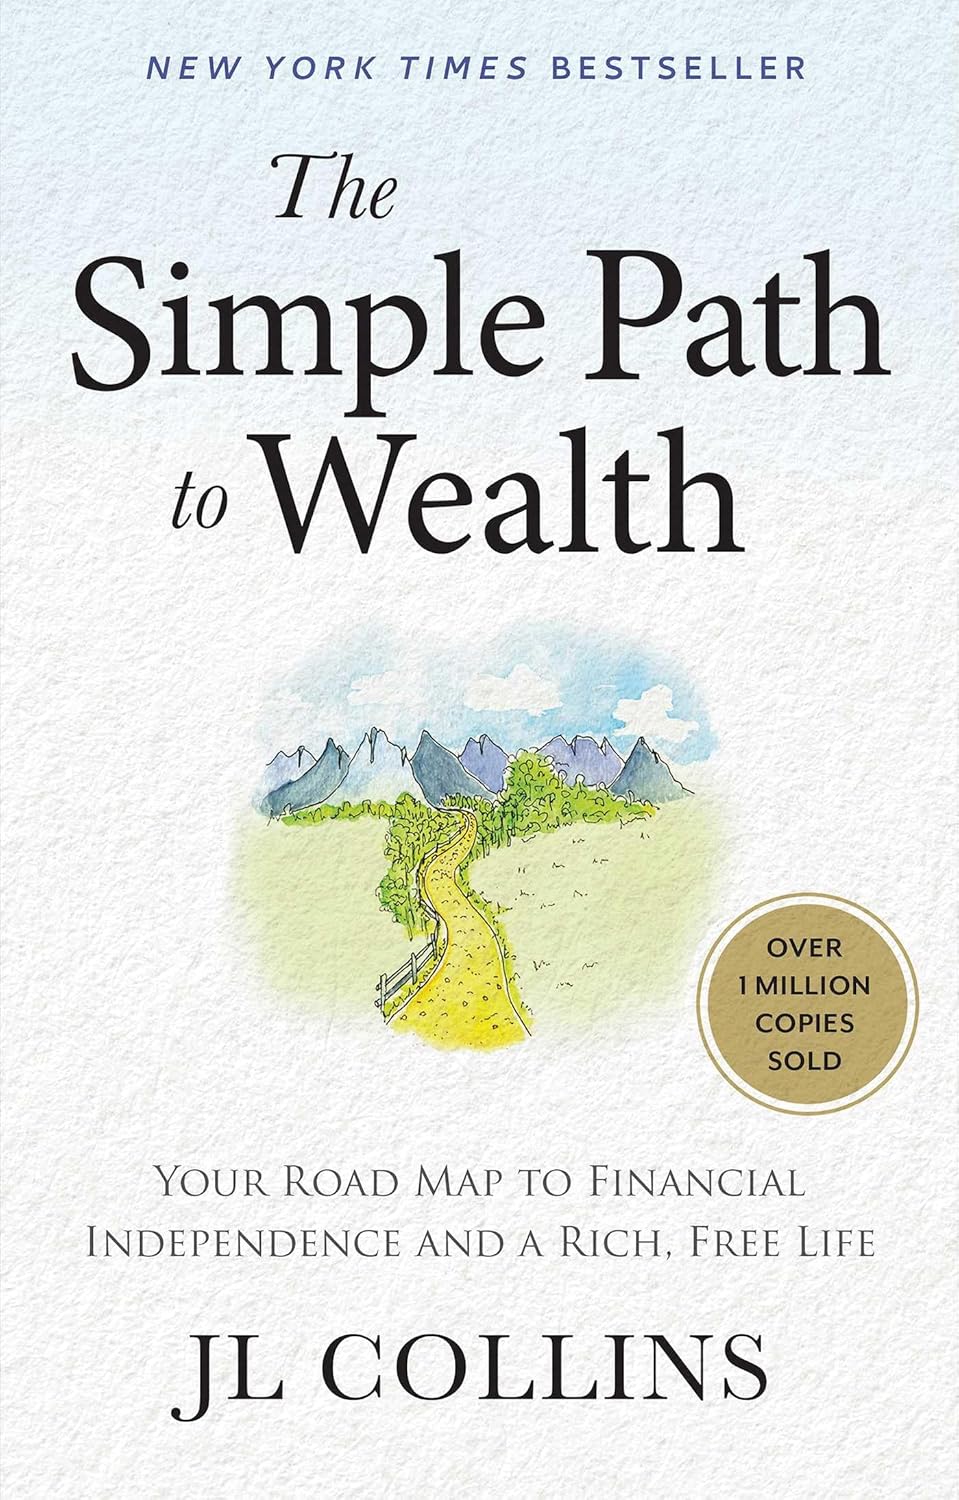 NEW YORK TIMES BESTSELLER
The
Simple Path
to Wealth
OVER
1 MILLION
COPIES
SOLD
YOUR ROAD MAP TO FINANCIAL
INDEPENDENCE AND A RICH, FREE LIFE
JL COLLINS